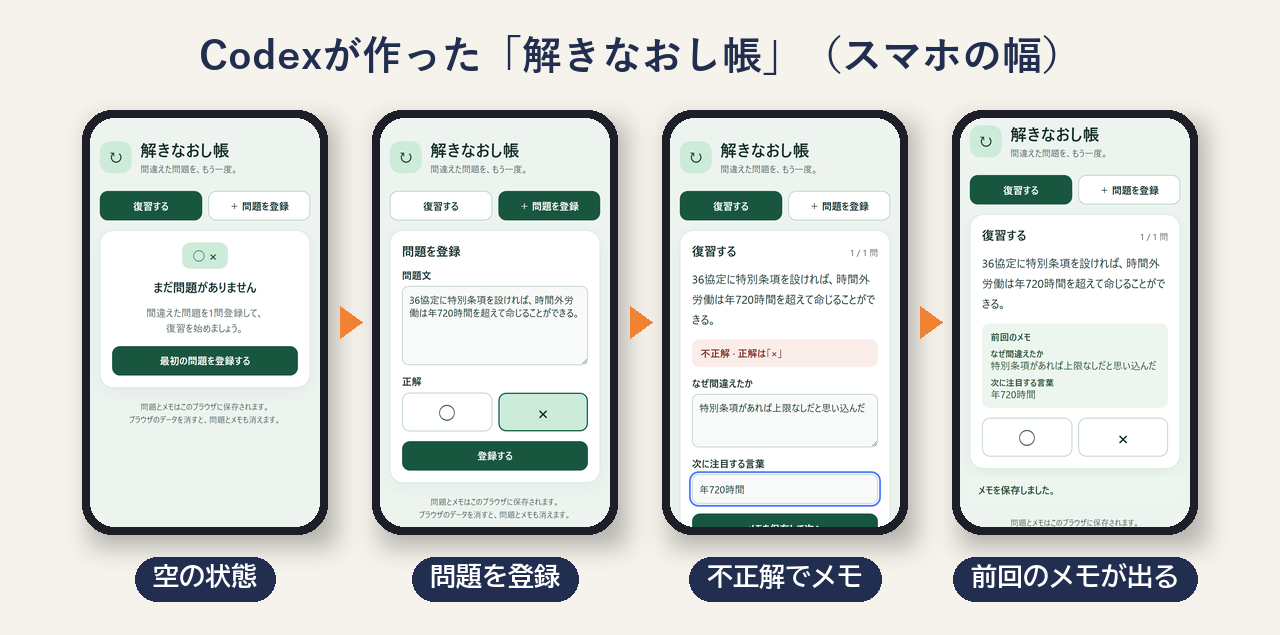 Codexが作った「解きなおし帳」（スマホの幅）
解きなおし帳
間違えた問題を、もう一度。
復習する
＋ 問題を登録
◯ ×
まだ問題がありません
間違えた問題を1問登録して、
復習を始めましょう。
最初の問題を登録する
問題とメモはこのブラウザに保存されます。
ブラウザのデータを消すと、問題とメモも消えます。
空の状態
解きなおし帳
間違えた問題を、もう一度。
復習する
＋ 問題を登録
問題を登録
問題文
36協定に特別条項を設ければ、時間外労
働は年720時間を超えて命じることができる。
正解
◯
×
登録する
問題とメモはこのブラウザに保存されます。
ブラウザのデータを消すと、問題とメモも消えます。
問題を登録
解きなおし帳
間違えた問題を、もう一度。
復習する
＋ 問題を登録
復習する
1 / 1 問
36協定に特別条項を設ければ、時間外
労働は年720時間を超えて命じることがで
きる。
不正解 · 正解は「×」
なぜ間違えたか
特別条項があれば上限なしだと思い込んだ
次に注目する言葉
年720時間
不正解でメモ
解きなおし帳
間違えた問題を、もう一度。
復習する
＋ 問題を登録
復習する
1 / 1 問
36協定に特別条項を設ければ、時間外
労働は年720時間を超えて命じることがで
きる。
前回のメモ
なぜ間違えたか
特別条項があれば上限なしだと思い込んだ
次に注目する言葉
年720時間
◯
×
メモを保存しました。
問題とメモはこのブラウザに保存されます。
前回のメモが出る